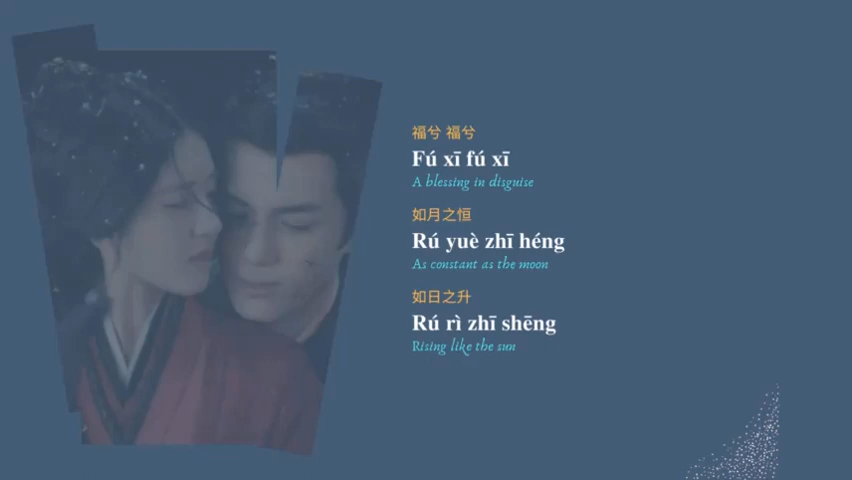 福兮 福兮
Fú xī fú xī
A blessing in disguise
如月之恒
Rú yuè zhī héng
As constant as the moon
如日之升
Rú rì zhī shēng
Rising like the sun